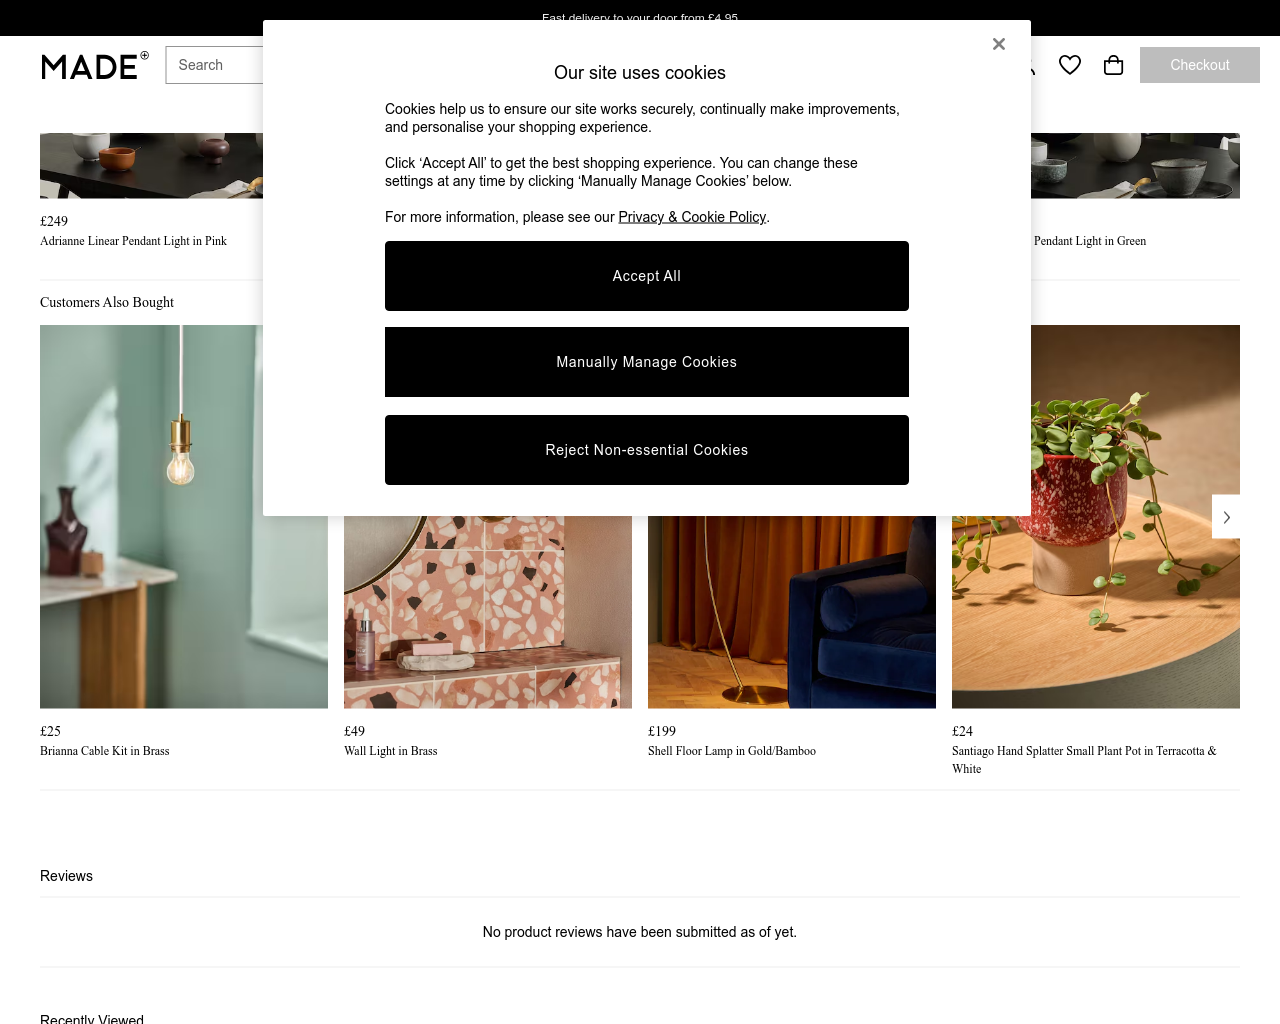 Fast delivery to your door from £4.95
MADE
Search
Checkout
Our site uses cookies
Cookies help us to ensure our site works securely, continually make improvements,
and personalise your shopping experience.
Click ‘Accept All’ to get the best shopping experience. You can change these
settings at any time by clicking ‘Manually Manage Cookies’ below.
For more information, please see our Privacy & Cookie Policy.
Accept All
Manually Manage Cookies
Reject Non-essential Cookies
£249
Adrianne Linear Pendant Light in Pink
Pendant Light in Green
Customers Also Bought
£25
Brianna Cable Kit in Brass
£49
Wall Light in Brass
£199
Shell Floor Lamp in Gold/Bamboo
£24
Santiago Hand Splatter Small Plant Pot in Terracotta &
White
Reviews
No product reviews have been submitted as of yet.
Recently Viewed